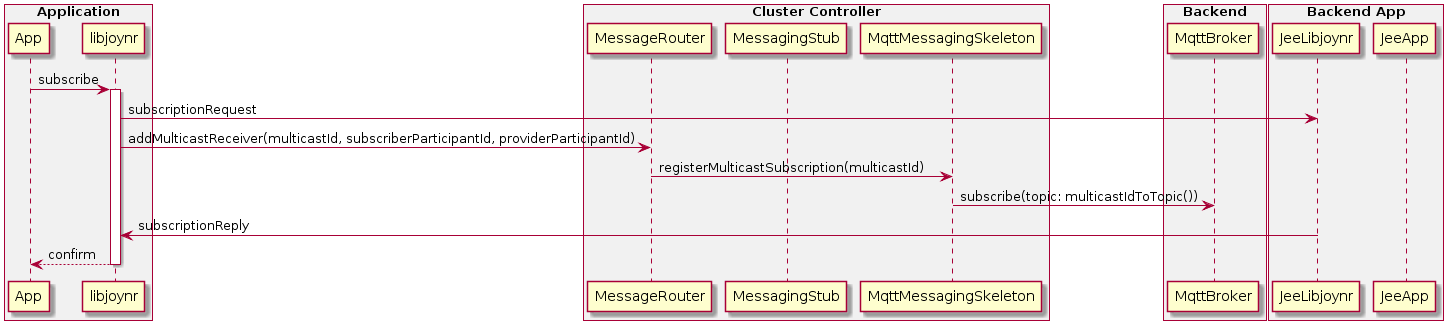 Application
Cluster Controller
Backend
Backend App
App
libjoynr
MessageRouter
MessagingStub
MqttMessagingSkeleton
MqttBroker
JeeLibjoynr
JeeApp
subscribe
subscriptionRequest
addMulticastReceiver(multicastId, subscriberParticipantId, providerParticipantId)
registerMulticastSubscription(multicastId)
subscribe(topic: multicastIdToTopic())
subscriptionReply
confirm
App
libjoynr
MessageRouter
MessagingStub
MqttMessagingSkeleton
MqttBroker
JeeLibjoynr
JeeApp